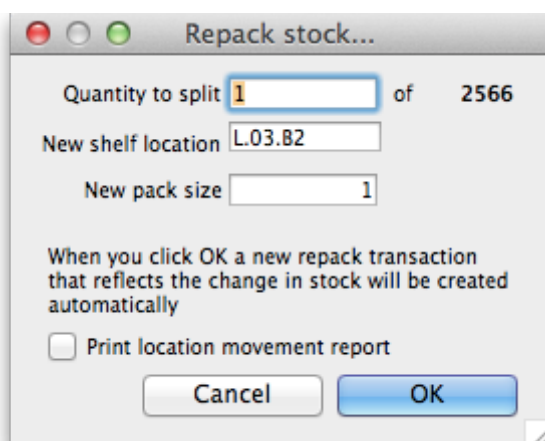 Repack stock...
Quantity to split 1 of 2566
New shelf location L.03.B2
New pack size 1
When you click OK a new repack transaction
that reflects the change in stock will be created
automatically
Print location movement report
Cancel OK